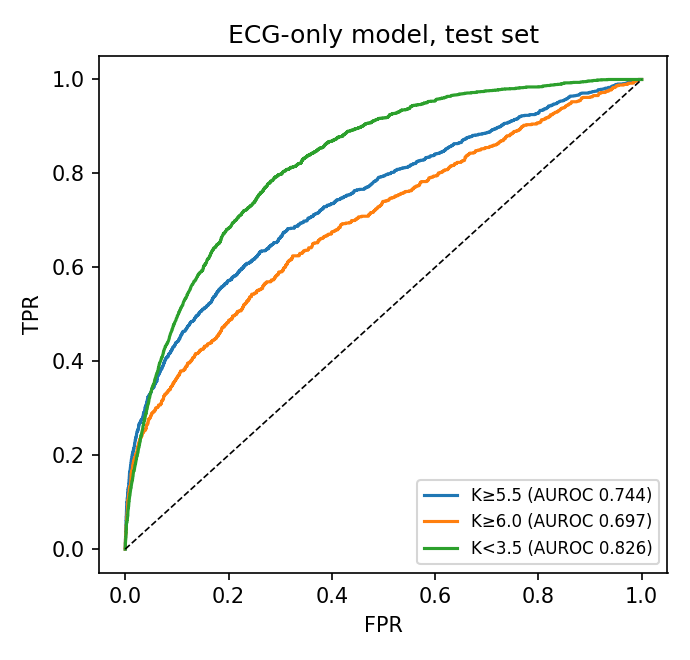 ECG-only model, test set
TPR
1.0
0.8
0.6
0.4
0.2
0.0
K≥5.5 (AUROC 0.744)
K≥6.0 (AUROC 0.697)
K<3.5 (AUROC 0.826)
0.0 0.2 0.4 0.6 0.8 1.0
FPR